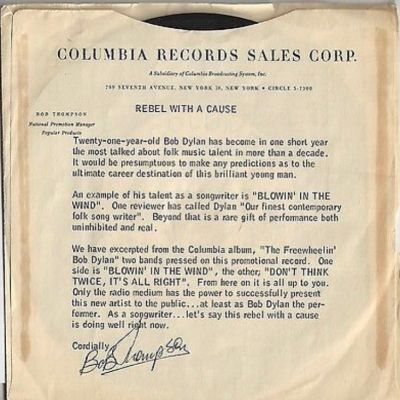 COLUMBIA RECORDS SALES CORP.
A Subsidiary of Columbia Broadcasting System, Inc.
799 SEVENTH AVENUE, NEW YORK 19, NEW YORK • CIRCLE 5-7300
BOB THOMPSON
National Promotion Manager
Popular Products
REBEL WITH A CAUSE
Twenty-one-year-old Bob Dylan has become in one short year
the most talked about folk music talent in more than a decade.
It would be presumptuous to make any predictions as to the
ultimate career destination of this brilliant young man.
An example of his talent as a songwriter is "BLOWIN' IN THE
WIND". One reviewer has called Dylan "Our finest contemporary
folk song writer". Beyond that is a rare gift of performance both
uninhibited and real.
We have excerpted from the Columbia album, "The Freewheelin'
Bob Dylan" two bands pressed on this promotional record. One
side is "BLOWIN' IN THE WIND", the other; "DON'T THINK
TWICE, IT'S ALL RIGHT". From here on it is all up to you.
Only the radio medium has the power to successfully present
this new artist to the public...at least as Bob Dylan the per-
former. As a songwriter...let's say this rebel with a cause
is doing well right now.
Cordially,
Bob Thompson